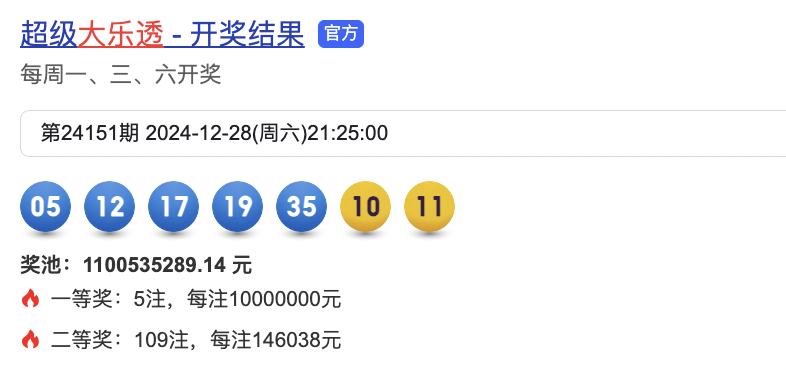 超级大乐透 - 开奖结果 官方
每周一、三、六开奖
第24151期 2024-12-28(周六)21:25:00
05 12 17 19 35 10 11
奖池：1100535289.14 元
一等奖：5注，每注10000000元
二等奖：109注，每注146038元